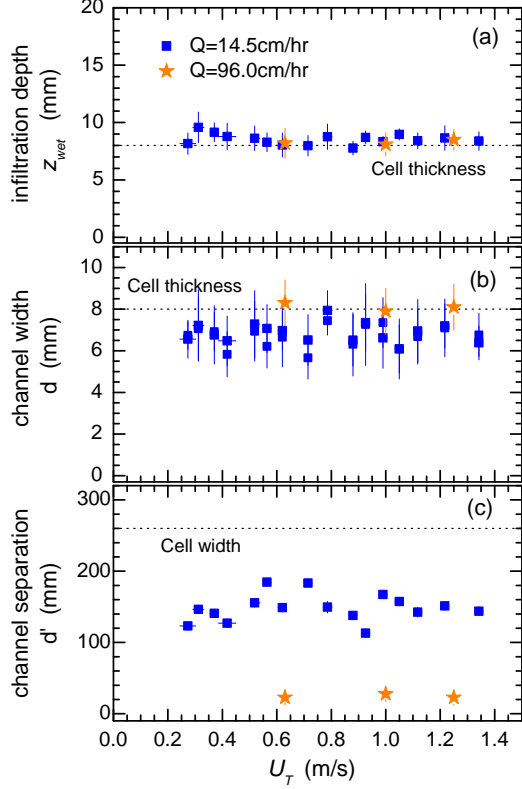 20
15
10
5
0
infiltration depth
z_wet (mm)
(a)
Q=14.5cm/hr
Q=96.0cm/hr
Cell thickness
10
8
6
4
2
0
channel width
d (mm)
Cell thickness
(b)
300
200
100
0
channel separation
d' (mm)
(c)
Cell width
0.0 0.2 0.4 0.6 0.8 1.0 1.2 1.4
U_T (m/s)